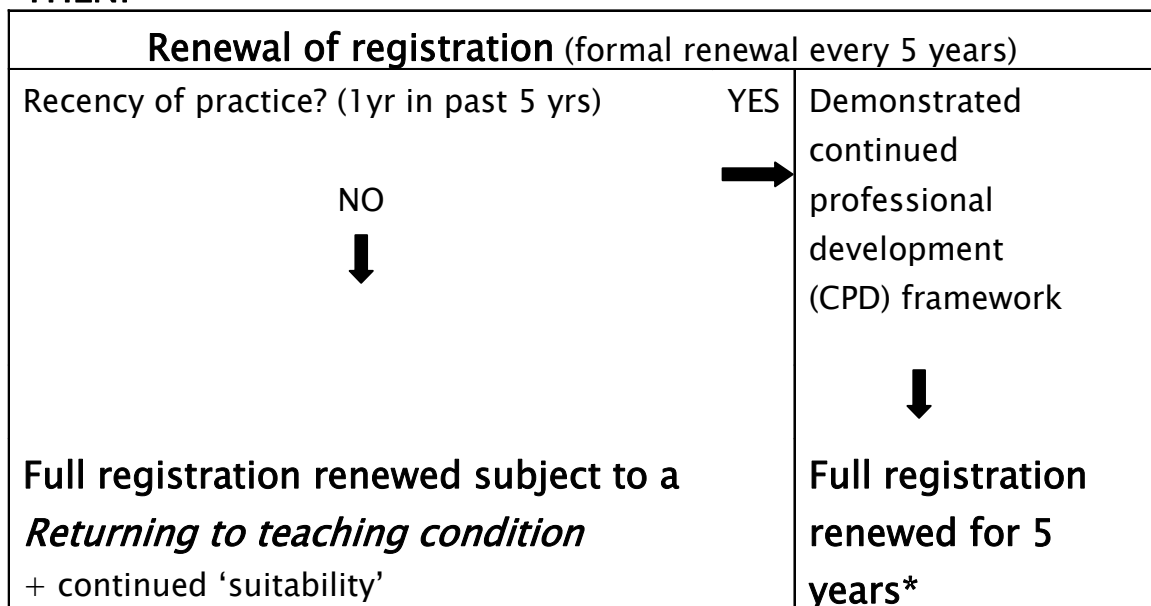 Renewal of registration (formal renewal every 5 years)
Recency of practice? (1yr in past 5 yrs) YES
NO
Full registration renewed subject to a
Returning to teaching condition
+ continued ‘suitability’
Demonstrated
continued
professional
development
(CPD) framework
Full registration
renewed for 5
years*